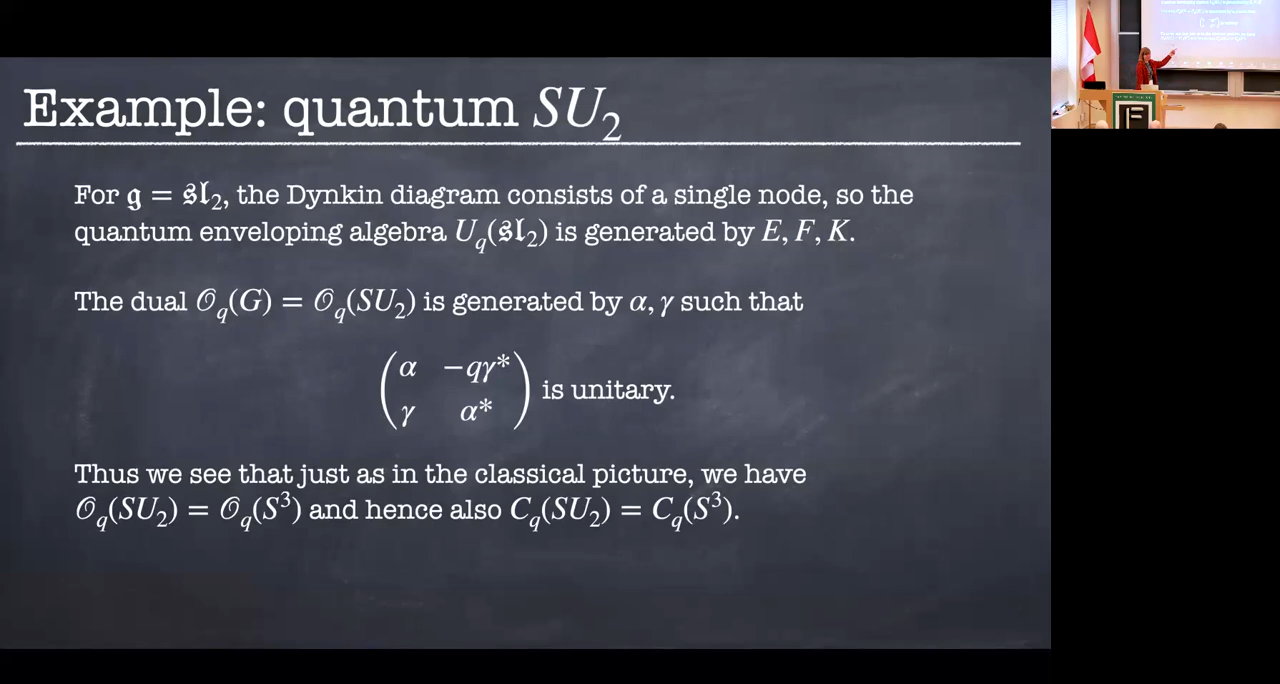 Example: quantum SU₂
For 𝔤 = 𝔰𝔩₂, the Dynkin diagram consists of a single node, so the
quantum enveloping algebra U_q(𝔰𝔩₂) is generated by E, F, K.
The dual 𝒪_q(G) = 𝒪_q(SU₂) is generated by α, γ such that
(α −qγ*
γ α*) is unitary.
Thus we see that just as in the classical picture, we have
𝒪_q(SU₂) = 𝒪_q(S³) and hence also C_q(SU₂) = C_q(S³).